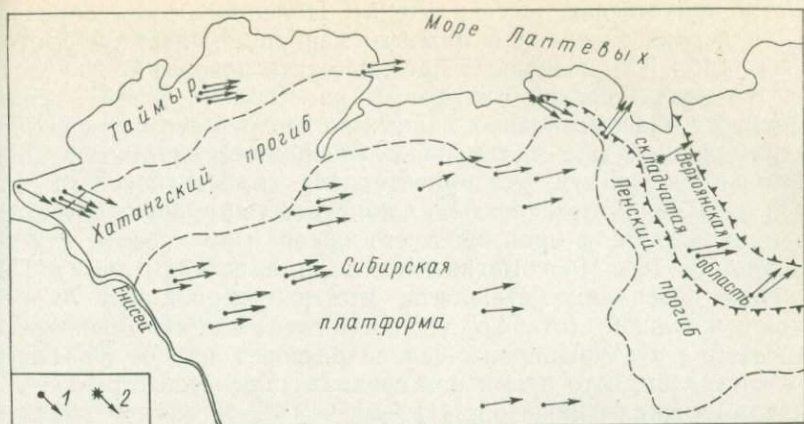 Море Лаптевых
Таймыр
Хатангский прогиб
Енисей
Сибирская
платформа
Ленский прогиб
Верхоянская
складчатая
область
1 2